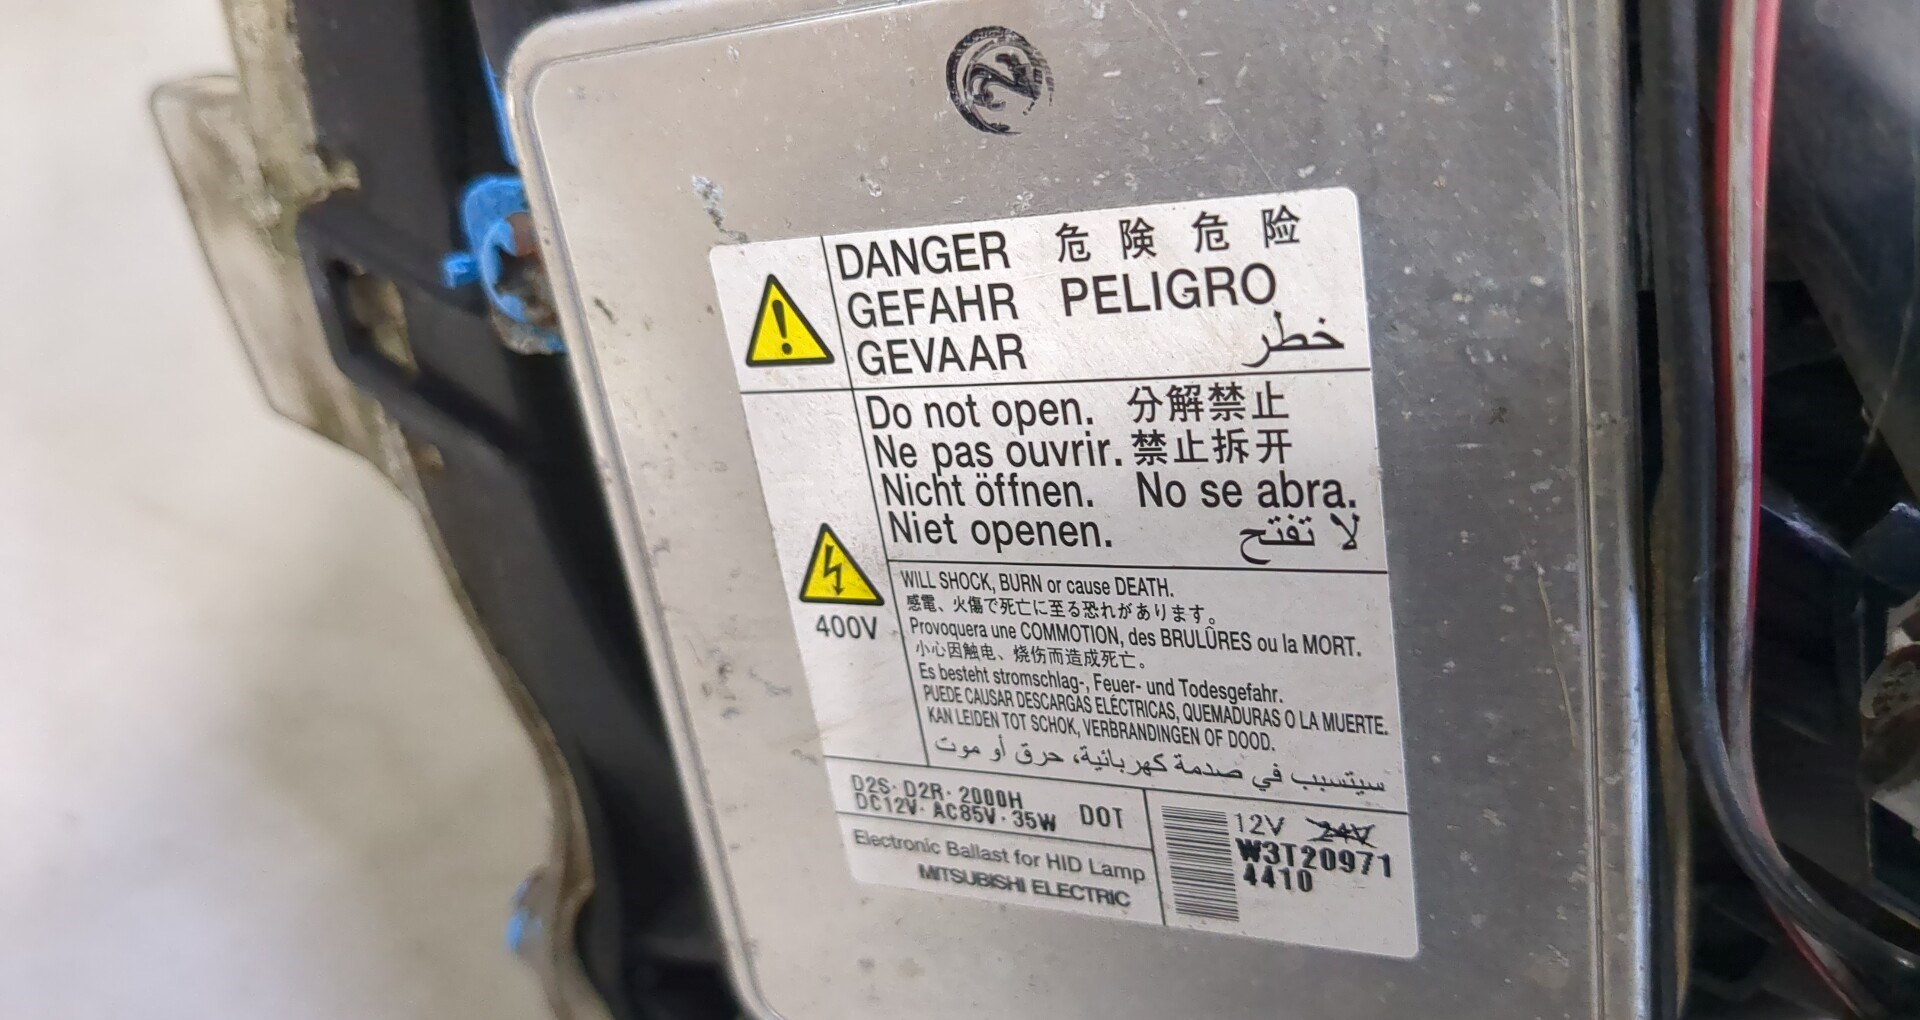 DANGER 危険 危险
GEFAHR PELIGRO
GEVAAR خطر
Do not open. 分解禁止
Ne pas ouvrir. 禁止拆开
Nicht öffnen. No se abra.
Niet openen. لا تفتح
400V
WILL SHOCK, BURN or cause DEATH.
感電、火傷で死亡に至る恐れがあります。
Provoquera une COMMOTION, des BRULÛRES ou la MORT.
小心因触电、烧伤而造成死亡。
Es besteht stromschlag-, Feuer- und Todesgefahr.
PUEDE CAUSAR DESCARGAS ELÉCTRICAS, QUEMADURAS O LA MUERTE.
KAN LEIDEN TOT SCHOK, VERBRANDINGEN OF DOOD.
سيتسبب في صدمة كهربائية، حرق أو موت
D2S· D2R· 2000H
DC12V· AC85V· 35W DOT
Electronic Ballast for HID Lamp
MITSUBISHI ELECTRIC
12V 24V
W3T20971
4410